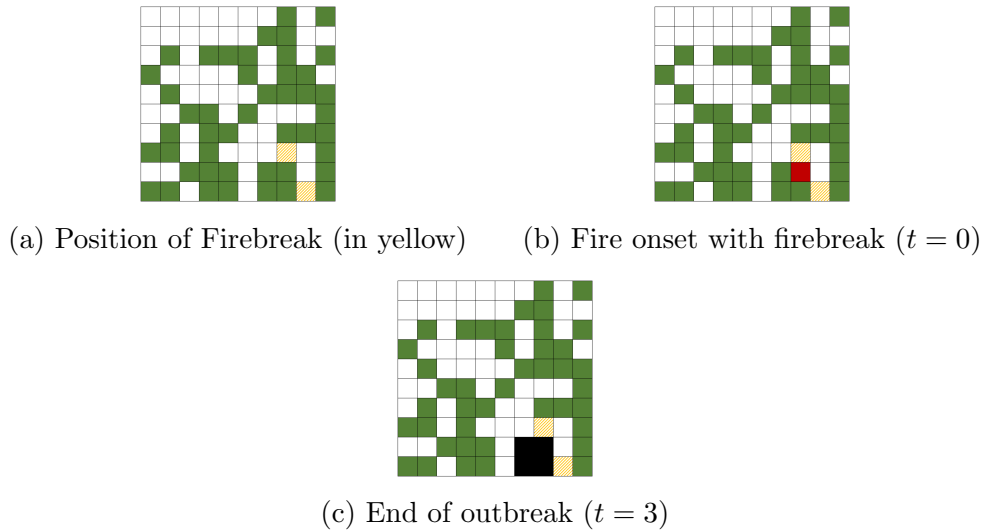 (a) Position of Firebreak (in yellow)
(b) Fire onset with firebreak (t = 0)
(c) End of outbreak (t = 3)